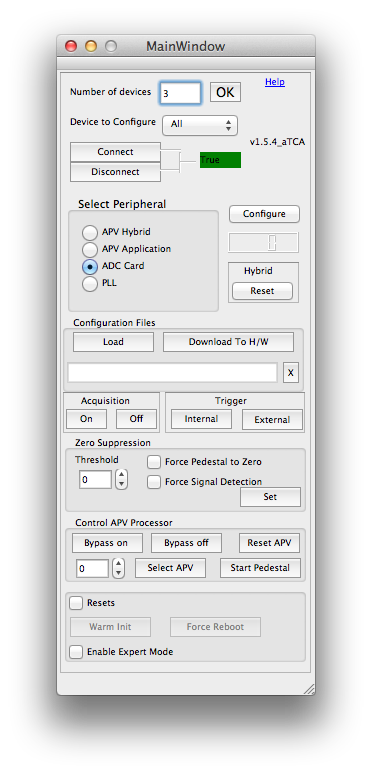 MainWindow
Number of devices 3 OK Help
Device to Configure All
v1.5.4_aTCA
Connect
True
Disconnect
Select Peripheral
Configure
APV Hybrid
APV Application
ADC Card
Hybrid
PLL
Reset
Configuration Files
Load Download To H/W
X
Acquisition Trigger
On Off Internal External
Zero Suppression
Threshold Force Pedestal to Zero
0 Force Signal Detection
Set
Control APV Processor
Bypass on Bypass off Reset APV
0 Select APV Start Pedestal
Resets
Warm Init Force Reboot
Enable Expert Mode